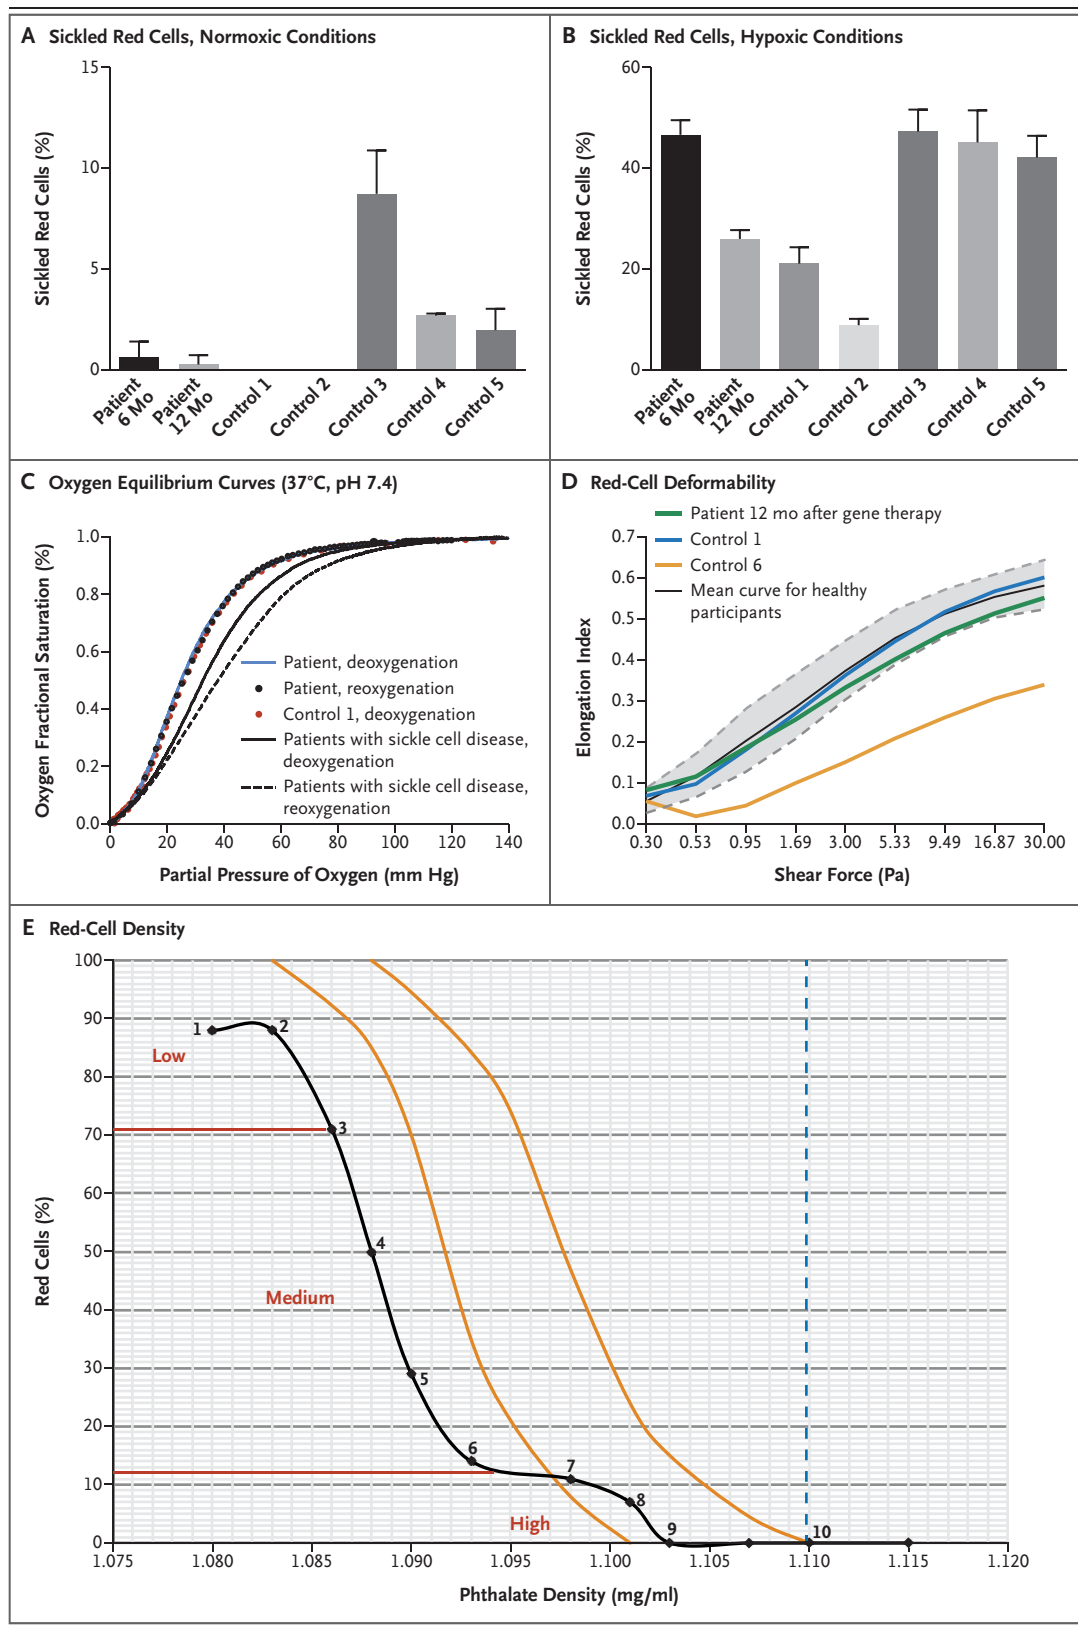 A Sickled Red Cells, Normoxic Conditions
15
10
5
0
Sickled Red Cells (%)
Patient
6 Mo
Patient
12 Mo
Control 1
Control 2
Control 3
Control 4
Control 5
B Sickled Red Cells, Hypoxic Conditions
60
40
20
0
Sickled Red Cells (%)
Patient
6 Mo
Patient
12 Mo
Control 1
Control 2
Control 3
Control 4
Control 5
C Oxygen Equilibrium Curves (37°C, pH 7.4)
1.0
0.8
0.6
0.4
0.2
0.0
Oxygen Fractional Saturation (%)
Patient, deoxygenation
Patient, reoxygenation
Control 1, deoxygenation
Patients with sickle cell disease,
deoxygenation
Patients with sickle cell disease,
reoxygenation
0 20 40 60 80 100 120 140
Partial Pressure of Oxygen (mm Hg)
D Red-Cell Deformability
Patient 12 mo after gene therapy
Control 1
Control 6
Mean curve for healthy
participants
0.7
0.6
0.5
0.4
0.3
0.2
0.1
0.0
Elongation Index
0.30 0.53 0.95 1.69 3.00 5.33 9.49 16.87 30.00
Shear Force (Pa)
E Red-Cell Density
100
90
80
70
60
50
40
30
20
10
0
Red Cells (%)
1
2
Low
3
4
Medium
5
6
7
8
High
9
10
1.075 1.080 1.085 1.090 1.095 1.100 1.105 1.110 1.115 1.120
Phthalate Density (mg/ml)